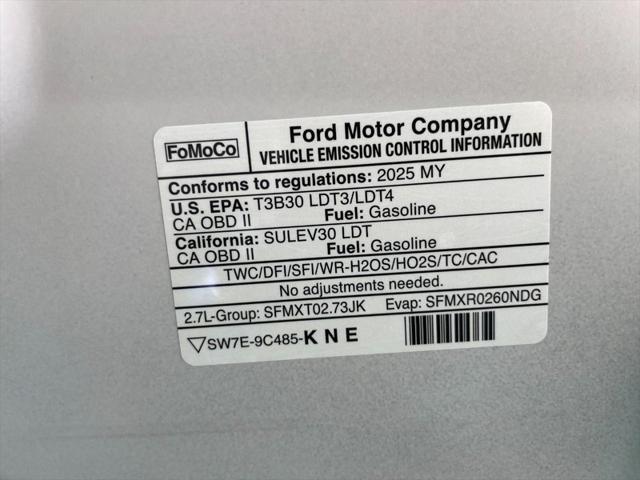 FoMoCo
Ford Motor Company
VEHICLE EMISSION CONTROL INFORMATION
Conforms to regulations: 2025 MY
U.S. EPA: T3B30 LDT3/LDT4
CA OBD II Fuel: Gasoline
California: SULEV30 LDT
CA OBD II Fuel: Gasoline
TWC/DFI/SFI/WR-H2OS/HO2S/TC/CAC
No adjustments needed.
2.7L-Group: SFMXT02.73JK Evap: SFMXR0260NDG
▽SW7E-9C485-K N E